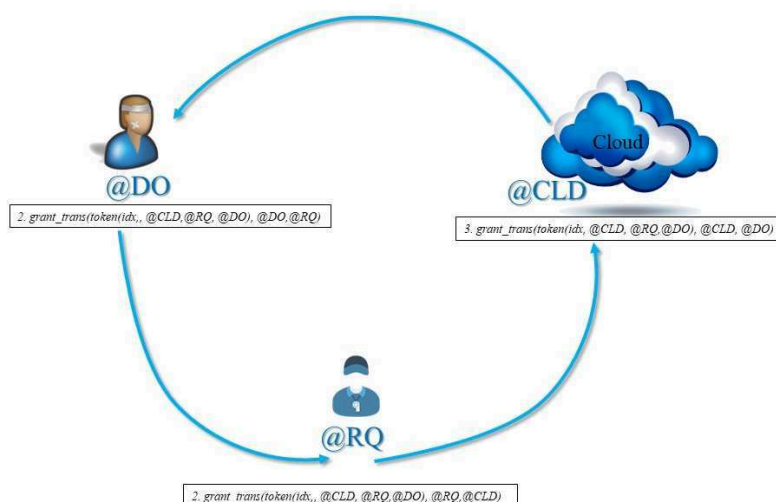 Cloud
@DO
@CLD
2. grant_trans(token(idx,, @CLD,@RQ, @DO), @DO,@RQ)
3. grant_trans(token(idx, @CLD, @RQ,@DO), @CLD, @DO)
@RQ
2. grant_trans(token(idx,, @CLD, @RQ,@DO), @RQ,@CLD)